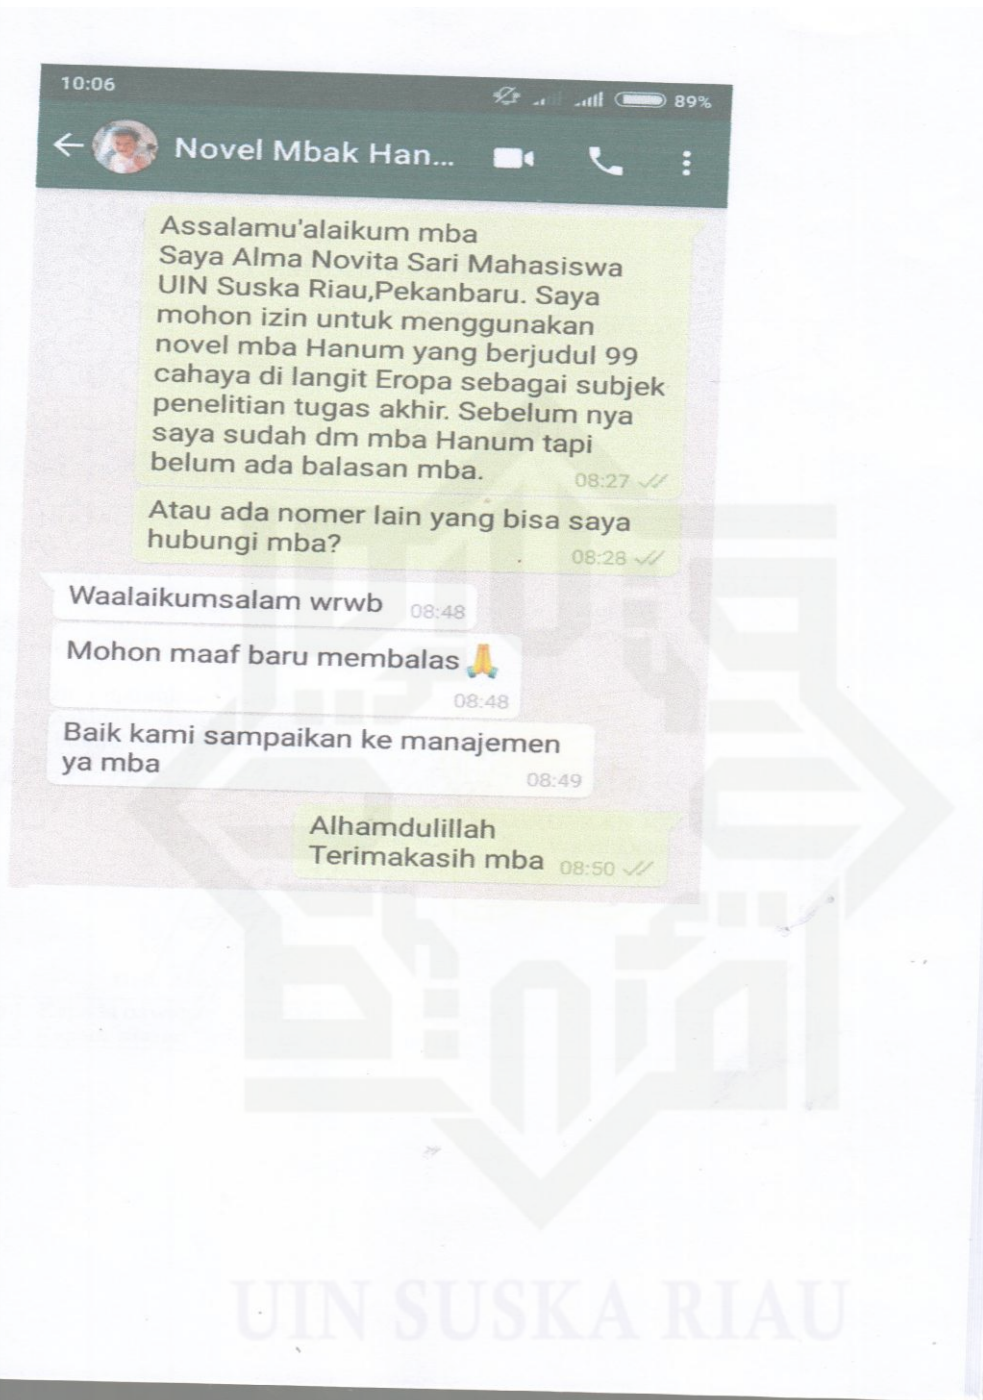 10:06
89%
Novel Mbak Han...
Assalamu'alaikum mba
Saya Alma Novita Sari Mahasiswa
UIN Suska Riau,Pekanbaru. Saya
mohon izin untuk menggunakan
novel mba Hanum yang berjudul 99
cahaya di langit Eropa sebagai subjek
penelitian tugas akhir. Sebelum nya
saya sudah dm mba Hanum tapi
belum ada balasan mba.
08:27
Atau ada nomer lain yang bisa saya
hubungi mba?
08:28
Waalaikumsalam wrwb
08:48
Mohon maaf baru membalas🙏
08:48
Baik kami sampaikan ke manajemen
ya mba
08:49
Alhamdulillah
Terimakasih mba
08:50
UIN SUSKA RIAU